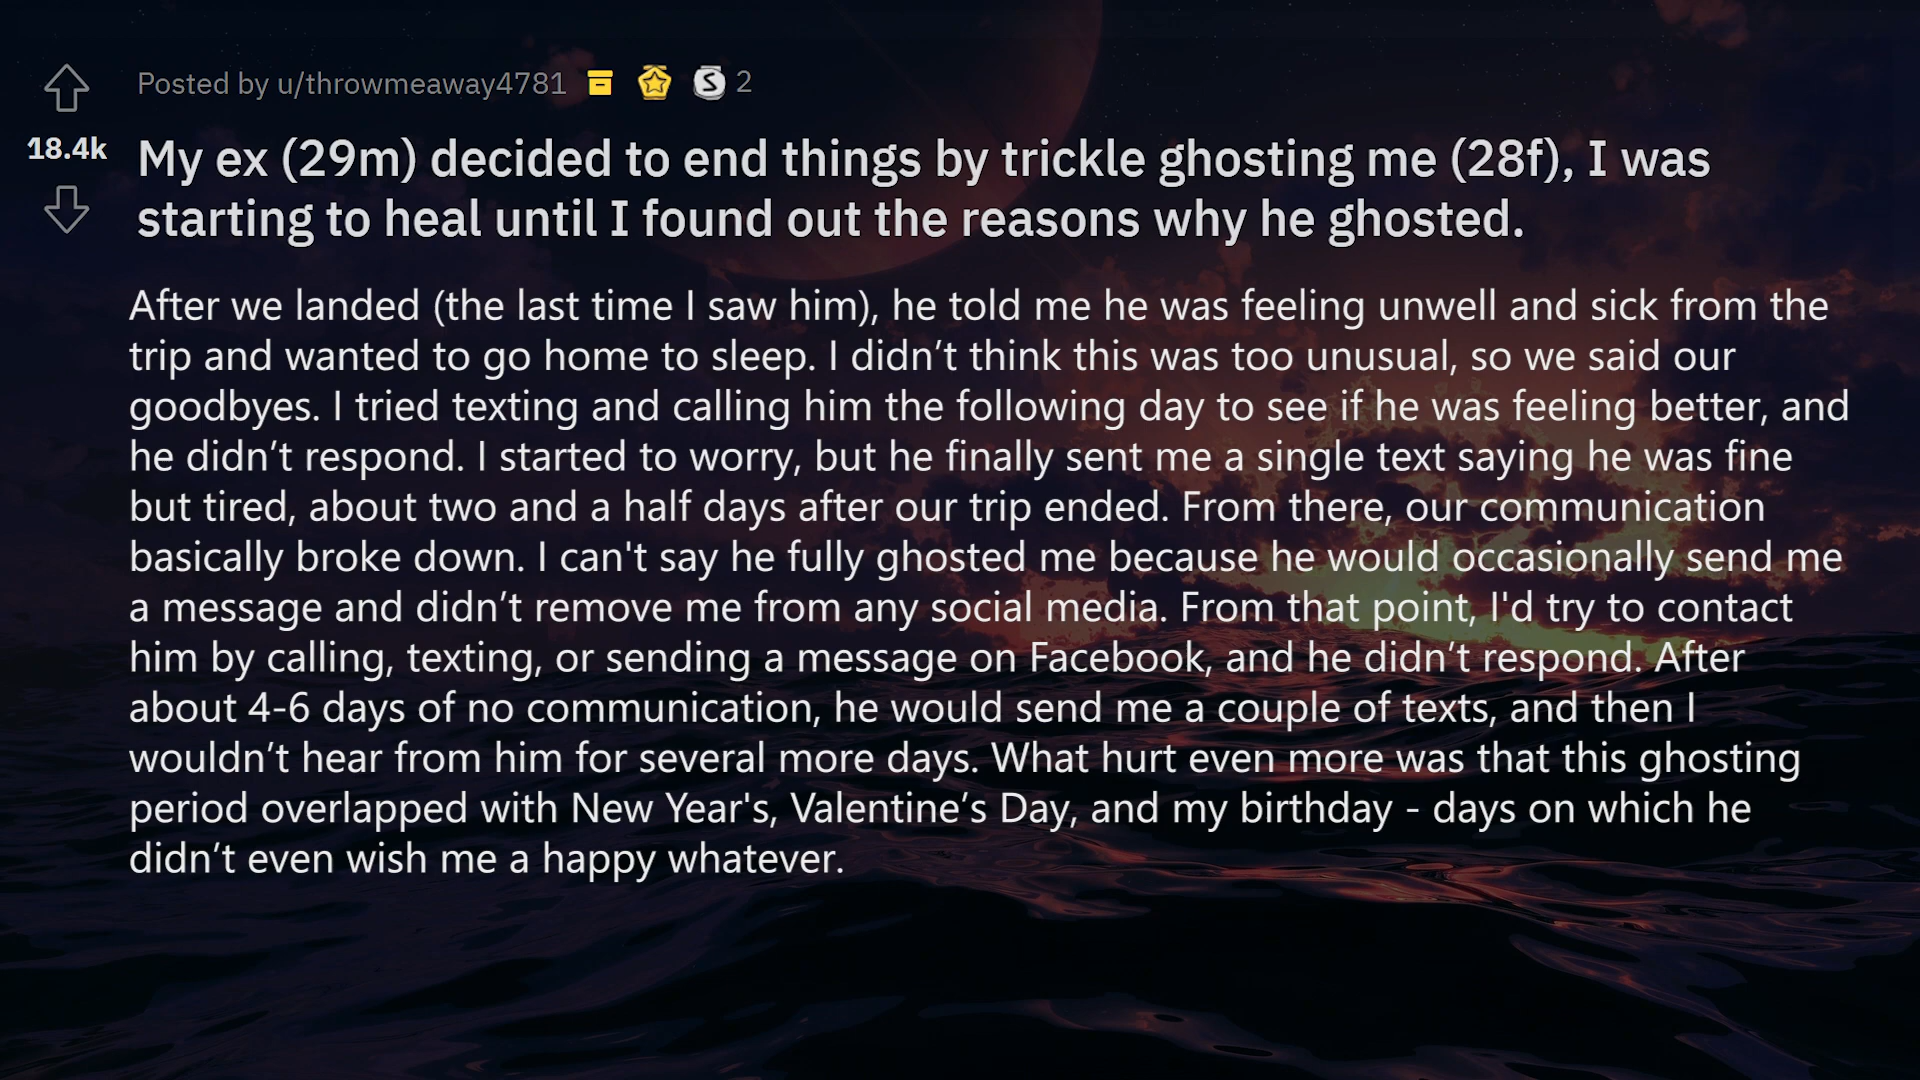 Posted by u/throwmeaway4781 2
18.4k
My ex (29m) decided to end things by trickle ghosting me (28f), I was
starting to heal until I found out the reasons why he ghosted.
After we landed (the last time I saw him), he told me he was feeling unwell and sick from the
trip and wanted to go home to sleep. I didn’t think this was too unusual, so we said our
goodbyes. I tried texting and calling him the following day to see if he was feeling better, and
he didn’t respond. I started to worry, but he finally sent me a single text saying he was fine
but tired, about two and a half days after our trip ended. From there, our communication
basically broke down. I can't say he fully ghosted me because he would occasionally send me
a message and didn’t remove me from any social media. From that point, I'd try to contact
him by calling, texting, or sending a message on Facebook, and he didn’t respond. After
about 4-6 days of no communication, he would send me a couple of texts, and then I
wouldn’t hear from him for several more days. What hurt even more was that this ghosting
period overlapped with New Year's, Valentine’s Day, and my birthday - days on which he
didn’t even wish me a happy whatever.